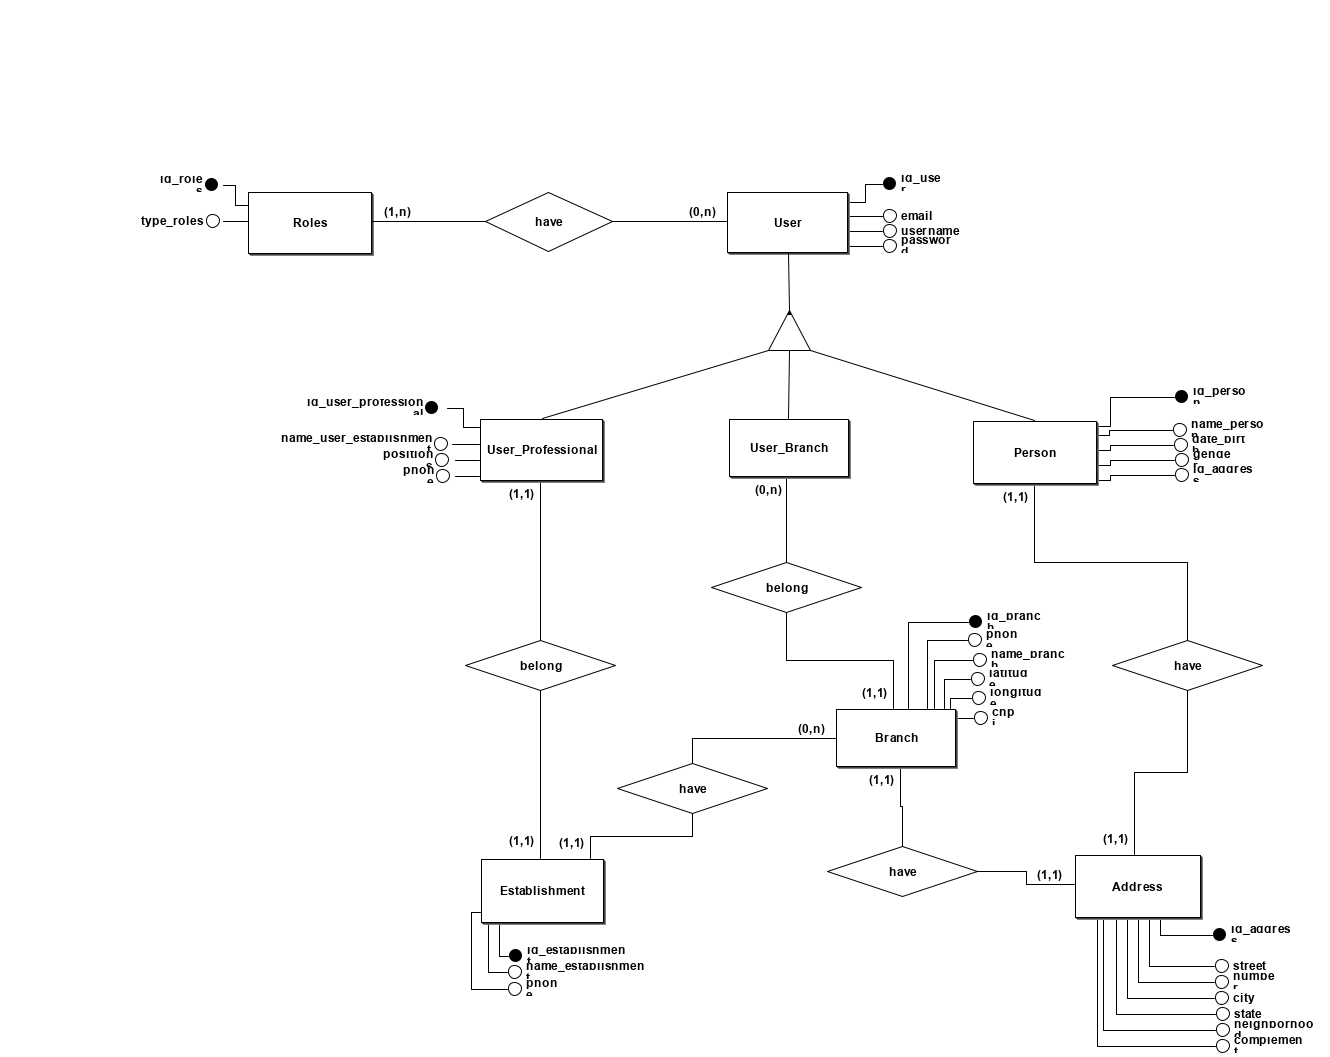 id_roles
type_roles
Roles
(1,n)
have
(0,n)
User
id_user
email
username
password
id_user_professional
name_user_establishment
positions
phone
User_Professional
(1,1)
User_Branch
(0,n)
Person
(1,1)
id_person
name_person
date_birth
gender
id_address
belong
belong
have
id_branch
phone
name_branch
latitude
longitude
cnpj
(1,1)
(0,n)
Branch
(1,1)
have
(1,1)
(1,1)
Establishment
have
(1,1)
(1,1)
Address
id_establishment
name_establishment
phone
id_address
street
number
city
state
neighborhood
complement